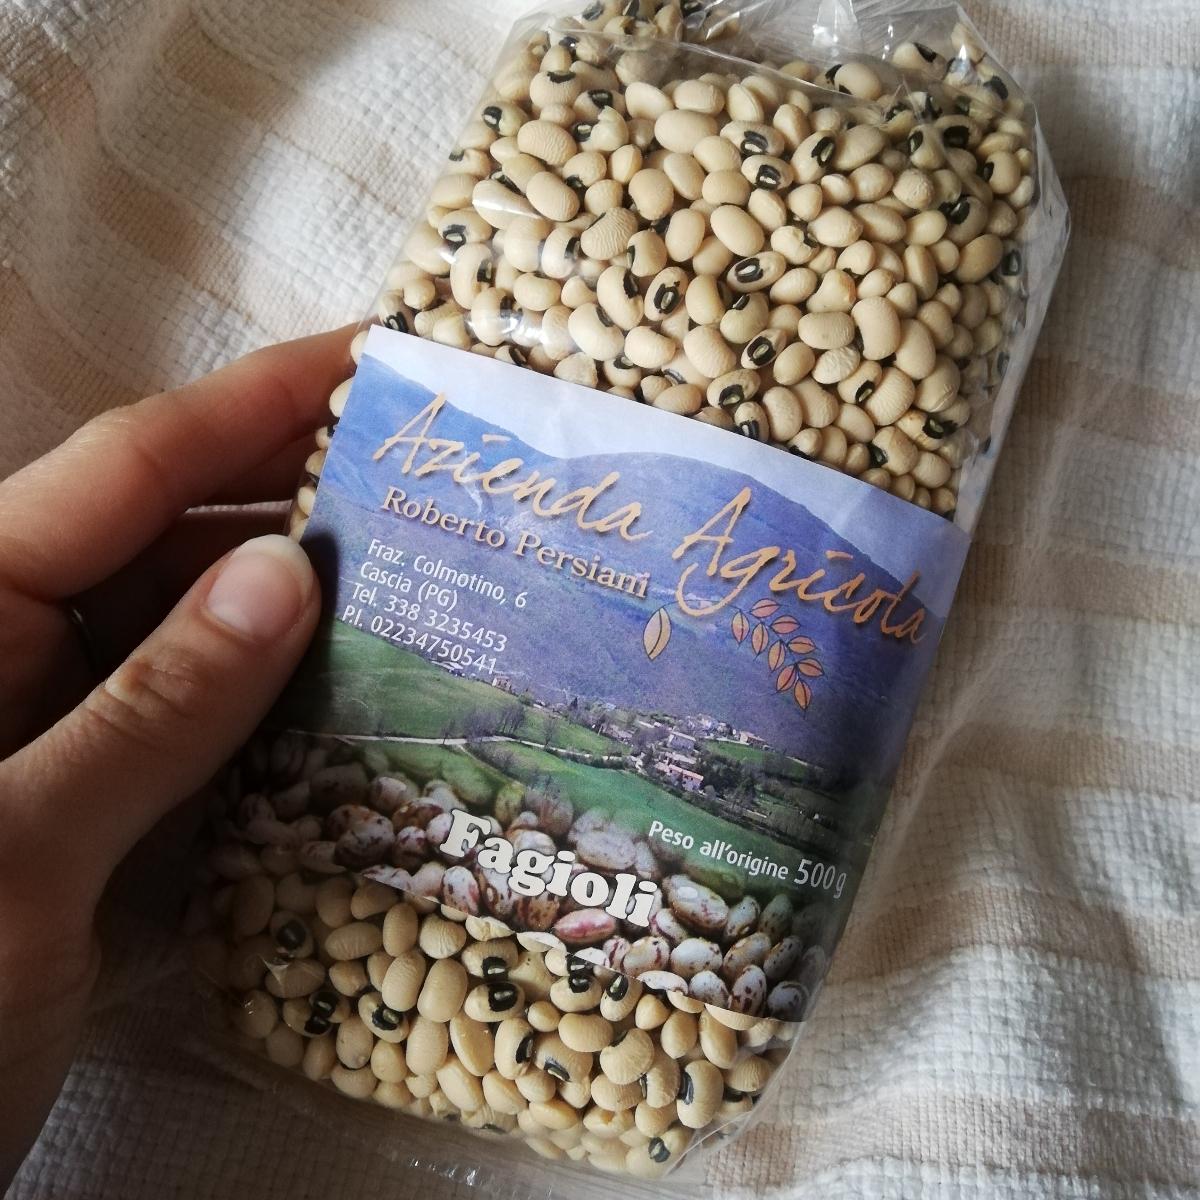 Azienda Agricola
Roberto Persiani
Fraz. Colmotino, 6
Cascia (PG)
Tel. 338 3235453
P.I. 02234750541
Peso all'origine 500g
Fagioli